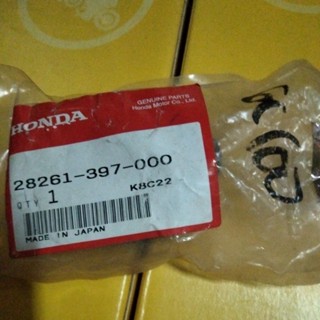 HONDA
GENUINE PARTS
Honda Motor Co., Ltd.
28261-397-000
QTY 1
K8C22
MADE IN JAPAN